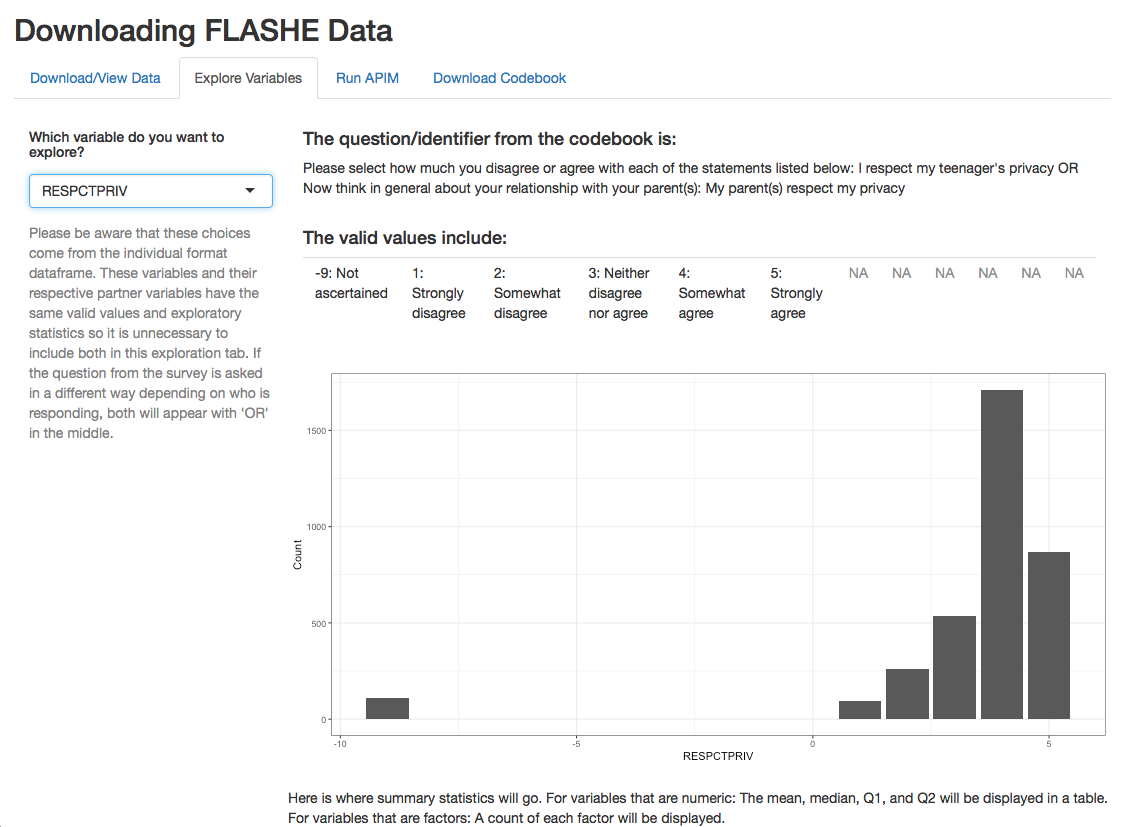 Downloading FLASHE Data
Download/View Data
Explore Variables
Run APIM
Download Codebook
Which variable do you want to
explore?
RESPCTPRIV
Please be aware that these choices
come from the individual format
dataframe. These variables and their
respective partner variables have the
same valid values and exploratory
statistics so it is unnecessary to
include both in this exploration tab. If
the question from the survey is asked
in a different way depending on who is
responding, both will appear with 'OR'
in the middle.
The question/identifier from the codebook is:
Please select how much you disagree or agree with each of the statements listed below: I respect my teenager's privacy OR
Now think in general about your relationship with your parent(s): My parent(s) respect my privacy
The valid values include:
-9: Not
ascertained
1:
Strongly
disagree
2:
Somewhat
disagree
3: Neither
disagree
nor agree
4:
Somewhat
agree
5:
Strongly
agree
NA
NA
NA
NA
NA
NA
Count
1500
1000
500
0
-10
-5
0
5
RESPCTPRIV
Here is where summary statistics will go. For variables that are numeric: The mean, median, Q1, and Q2 will be displayed in a table.
For variables that are factors: A count of each factor will be displayed.